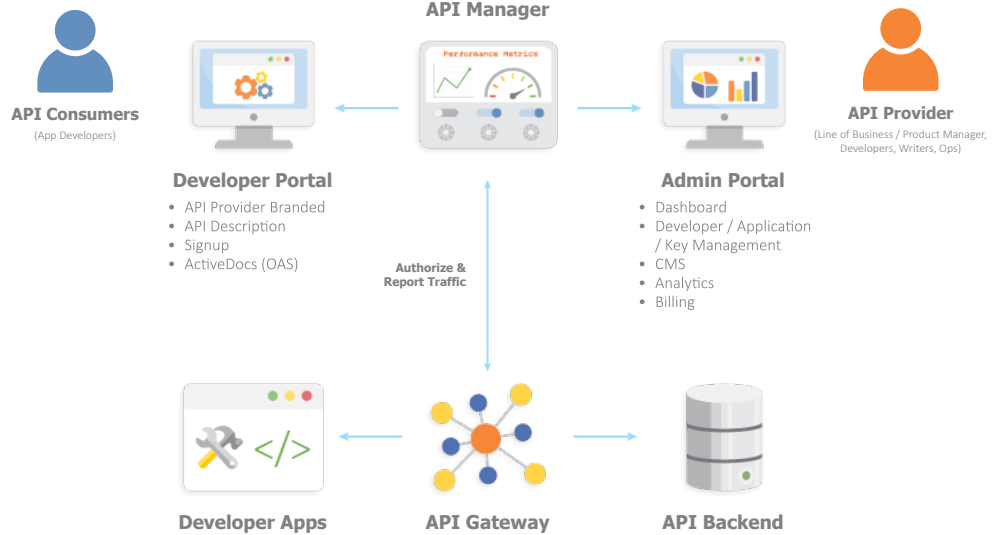 API Manager
Performance Metrics
API Consumers
(App Developers)
API Provider
(Line of Business / Product Manager,
Developers, Writers, Ops)
Developer Portal
• API Provider Branded
• API Description
• Signup
• ActiveDocs (OAS)
Admin Portal
• Dashboard
• Developer / Application
/ Key Management
• CMS
• Analytics
• Billing
Authorize &
Report Traffic
</>
Developer Apps
API Gateway
API Backend